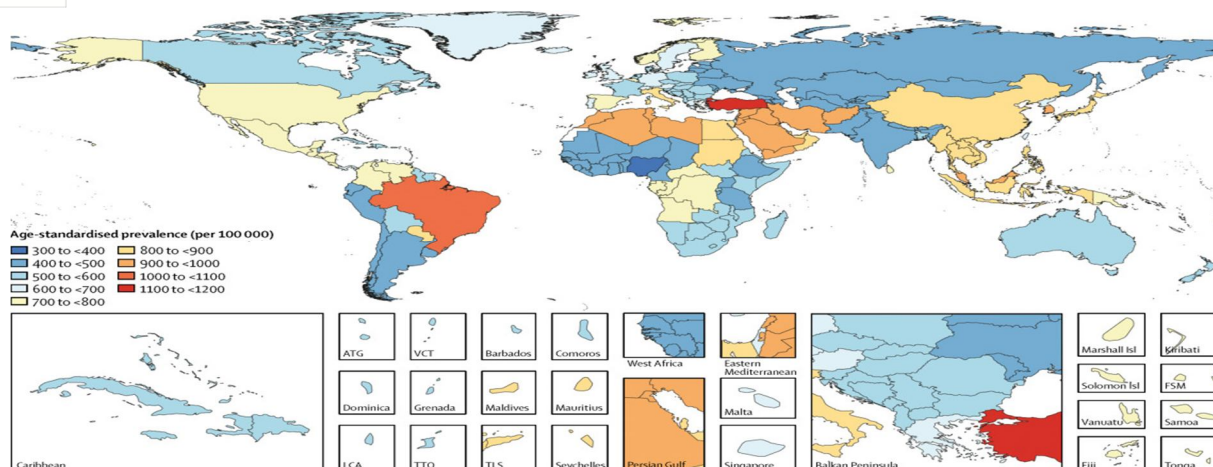 Age-standardised prevalence (per 100 000)
300 to <400
400 to <500
500 to <600
600 to <700
700 to <800
800 to <900
900 to <1000
1000 to <1100
1100 to <1200
Caribbean
ATG
VCT
Barbados
Comoros
Dominica
Grenada
Maldives
Mauritius
LCA
TTO
TLS
Seychelles
West Africa
Eastern
Mediterranean
Persian Gulf
Malta
Singapore
Balkan Peninsula
Marshall Isl
Kiribati
Solomon Isl
FSM
Vanuatu
Samoa
Fiji
Tonga